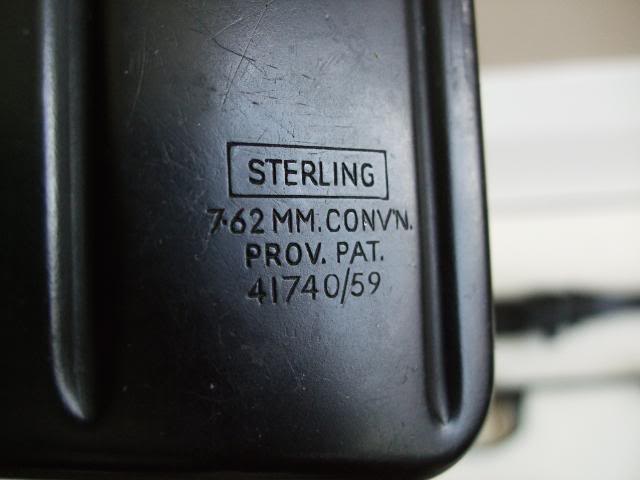 STERLING
7·62 MM. CONV'N.
PROV. PAT.
41740/59